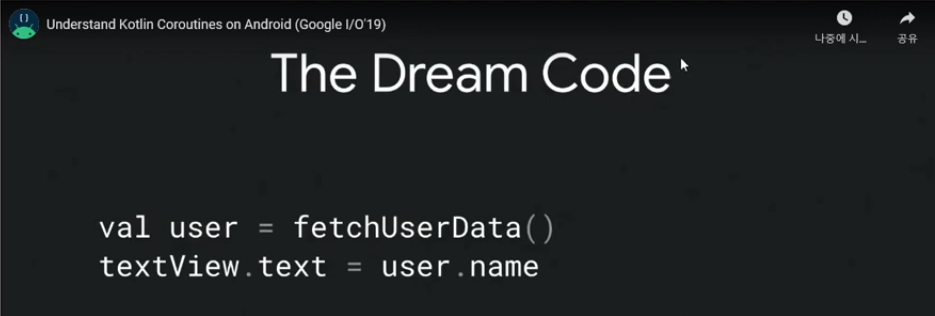 Understand Kotlin Coroutines on Android (Google I/O'19)
나중에 시...
공유
The Dream Code
val user = fetchUserData()
textView.text = user.name